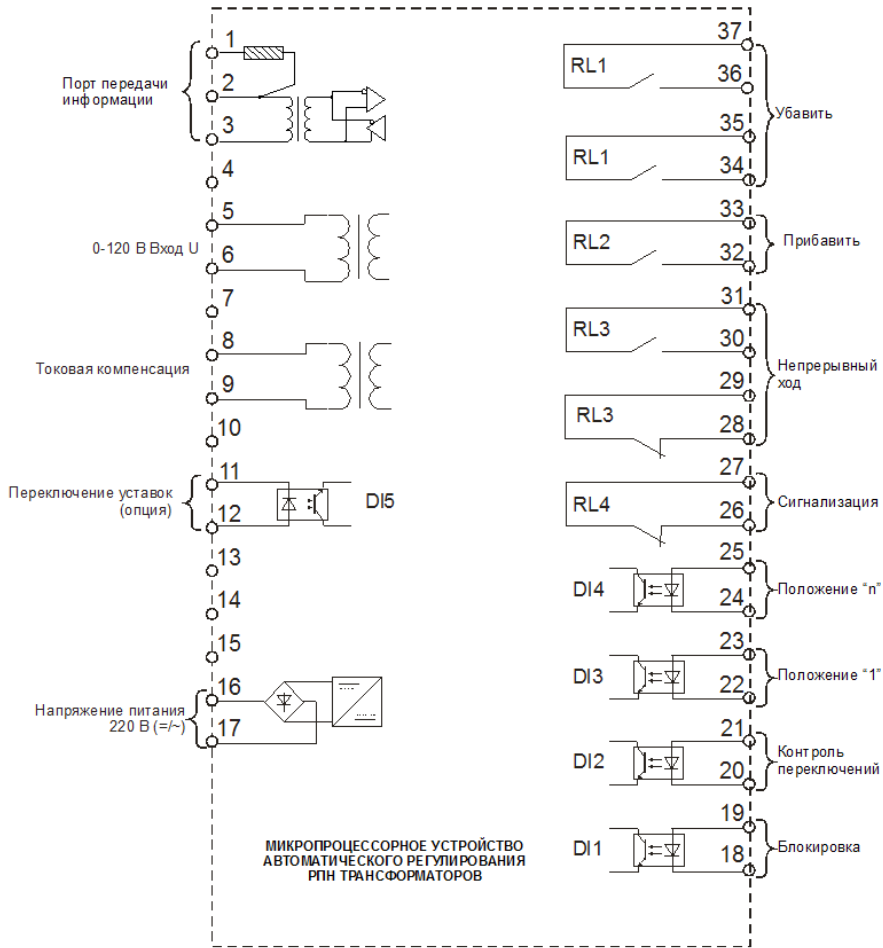 1
Порт передачи
информации
2
3
4
5
0-120 В Вход U
6
7
8
Токовая компенсация
9
10
11
Переключение уставок
(опция)
12
DI5
13
14
15
16
Напряжение питания
220 В (=/~)
17
МИКРОПРОЦЕССОРНОЕ УСТРОЙСТВО
АВТОМАТИЧЕСКОГО РЕГУЛИРОВАНИЯ
РПН ТРАНСФОРМАТОРОВ
37
RL1
36
Убавить
35
RL1
34
33
RL2
Прибавить
32
31
RL3
30
Непрерывный
ход
29
RL3
28
27
RL4
Сигнализация
26
25
DI4
Положение “n”
24
23
DI3
Положение “1”
22
21
DI2
Контроль
переключений
20
19
DI1
Блокировка
18